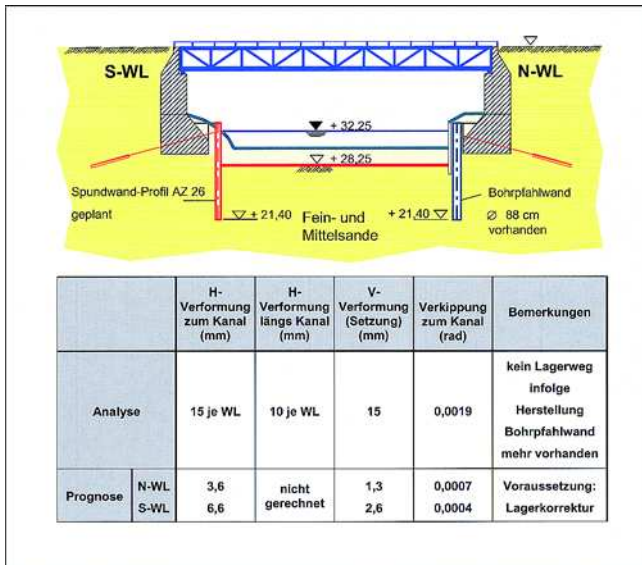 S-WL
N-WL
+ 32,25
+ 28,25
Spundwand-Profil AZ 26
geplant
+ 21,40
Fein- und
Mittelsande
+ 21,40
Bohrpfahlwand
Ø 88 cm
vorhanden
H-
Verformung
zum Kanal
(mm)
H-
Verformung
längs Kanal
(mm)
V-
Verformung
(Setzung)
(mm)
Verkippung
zum Kanal
(rad)
Bemerkungen
Analyse
15 je WL
10 je WL
15
0,0019
kein Lagerweg
infolge
Herstellung
Bohrpfahlwand
mehr vorhanden
Prognose
N-WL
3,6
nicht
gerechnet
1,3
0,0007
Voraussetzung:
S-WL
6,6
2,6
0,0004
Lagerkorrektur